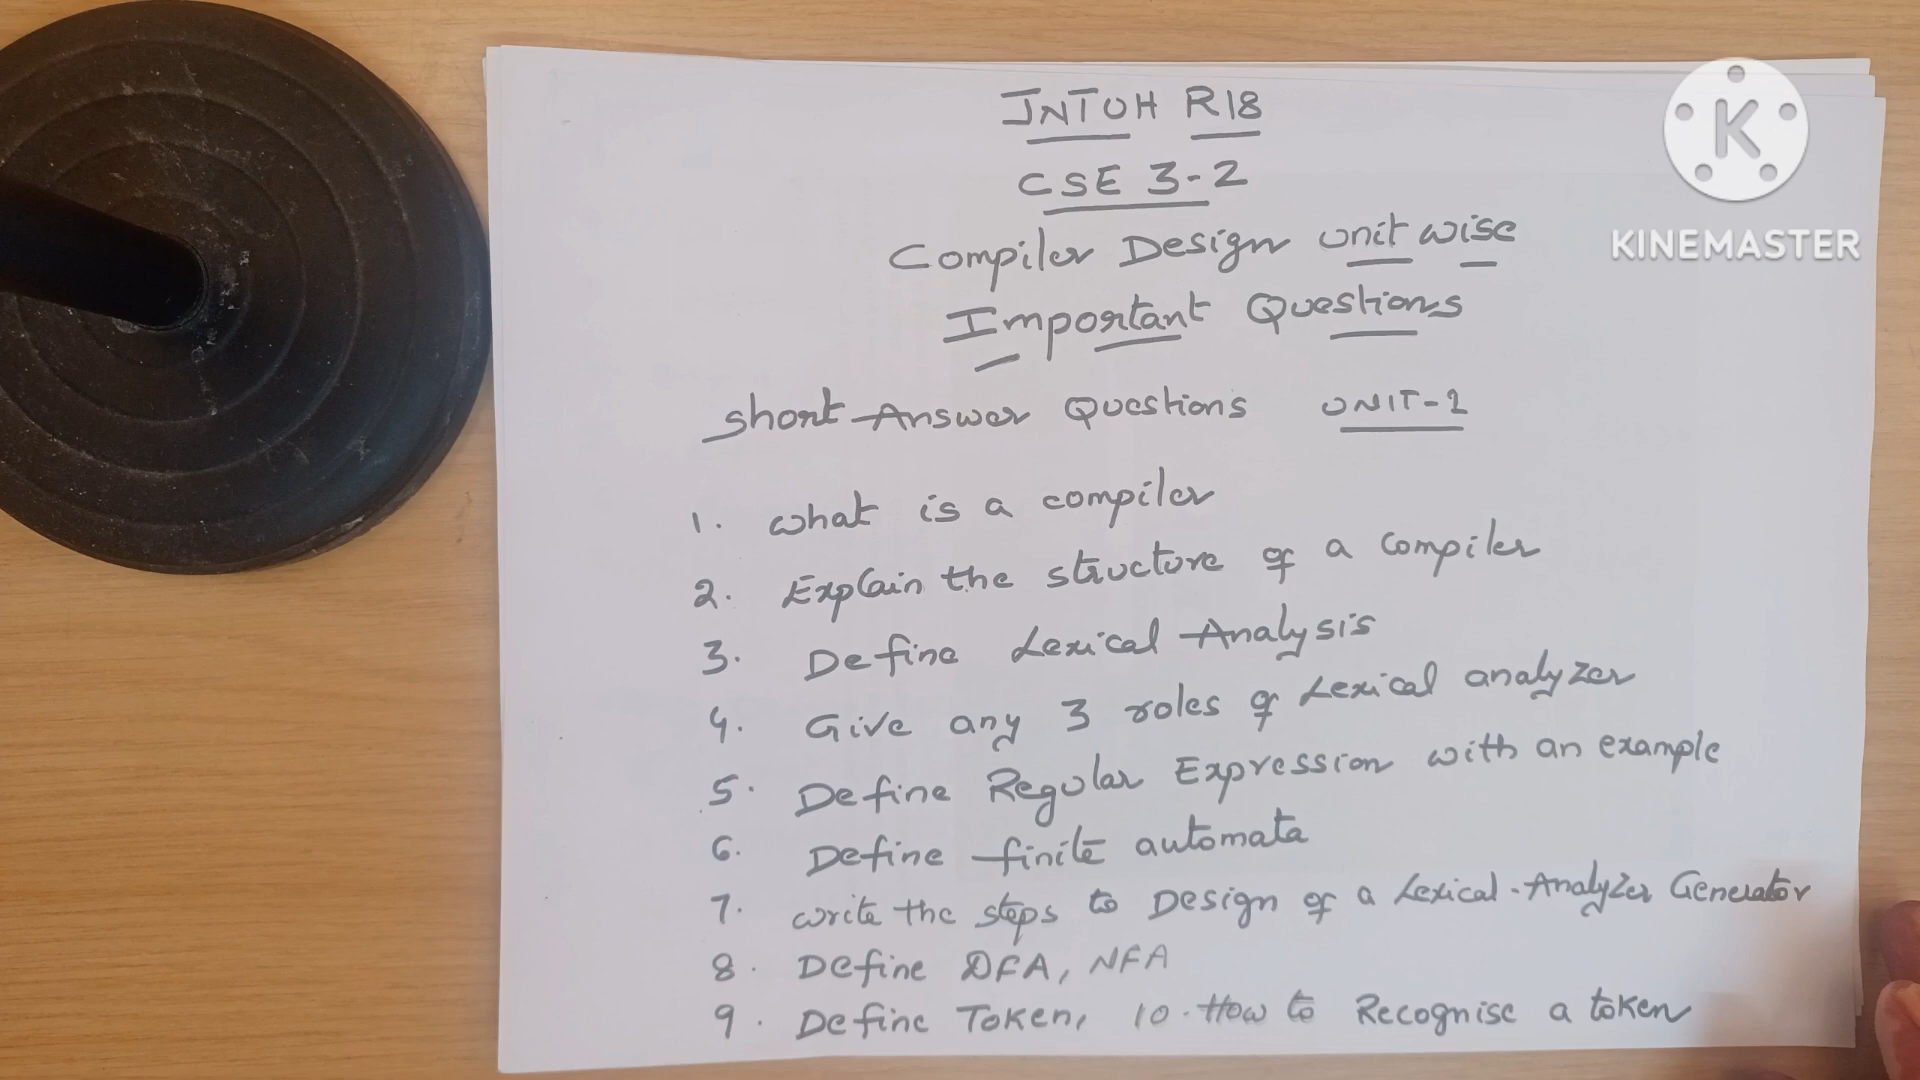 JNTUH R18
CSE 3-2
Compiler Design unit wise
Important Questions
short Answer Questions UNIT-1
1. what is a compiler
2. Explain the structure of a compiler
3. Define Lexical Analysis
4. Give any 3 roles of Lexical analyzer
5. Define Regular Expression with an example
6. Define finite automata
7. write the steps to Design of a Lexical-Analyzer Generator
8. Define DFA, NFA
9. Define Token, 10. How to Recognise a token
K
KINEMASTER